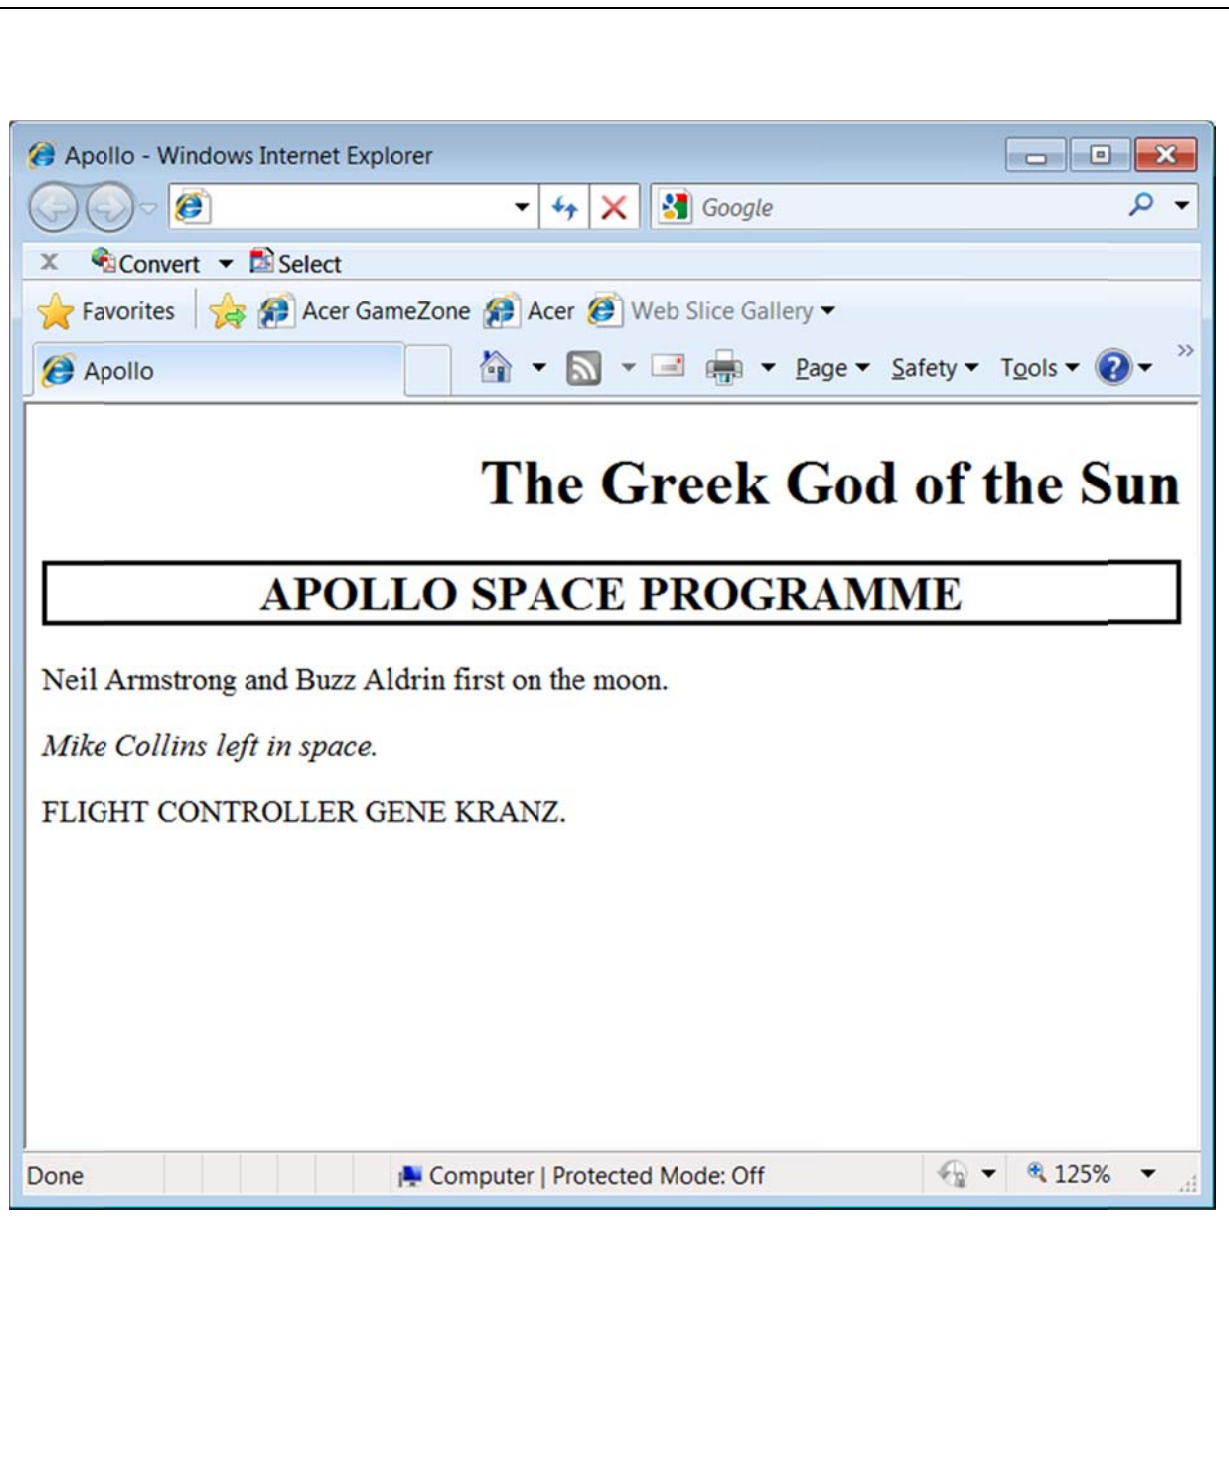 Apollo - Windows Internet Explorer
Google
x Convert Select
Favorites Acer GameZone Acer Web Slice Gallery
Apollo Page Safety Tools »
The Greek God of the Sun
APOLLO SPACE PROGRAMME
Neil Armstrong and Buzz Aldrin first on the moon.
Mike Collins left in space.
FLIGHT CONTROLLER GENE KRANZ.
Done Computer | Protected Mode: Off 125%